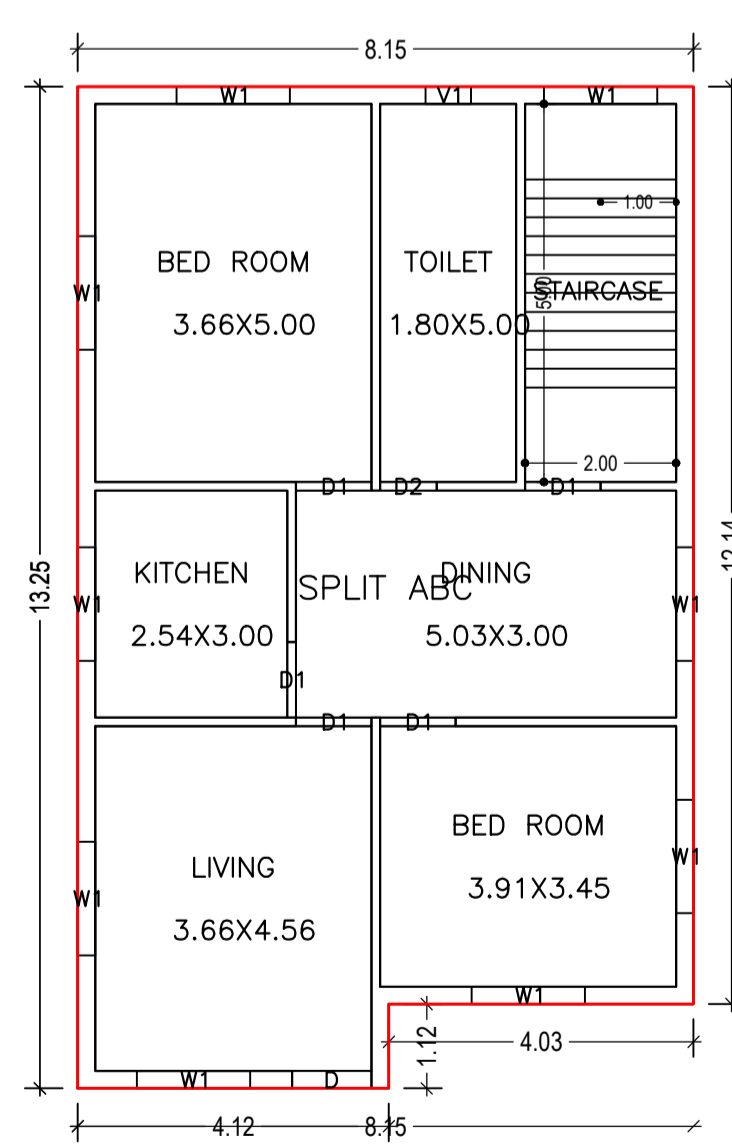 8.15
W1
V1
W1
1.00
BED ROOM
TOILET
W1
STAIRCASE
5.00
3.66X5.00
1.80X5.00
2.00
D1
D2
D1
12.14
KITCHEN
DINING
SPLIT ABC
13.25
W1
W1
2.54X3.00
5.03X3.00
D1
D1
D1
BED ROOM
W1
LIVING
3.91X3.45
W1
3.66X4.56
W1
1.12
4.03
W1
D
4.12
8.15